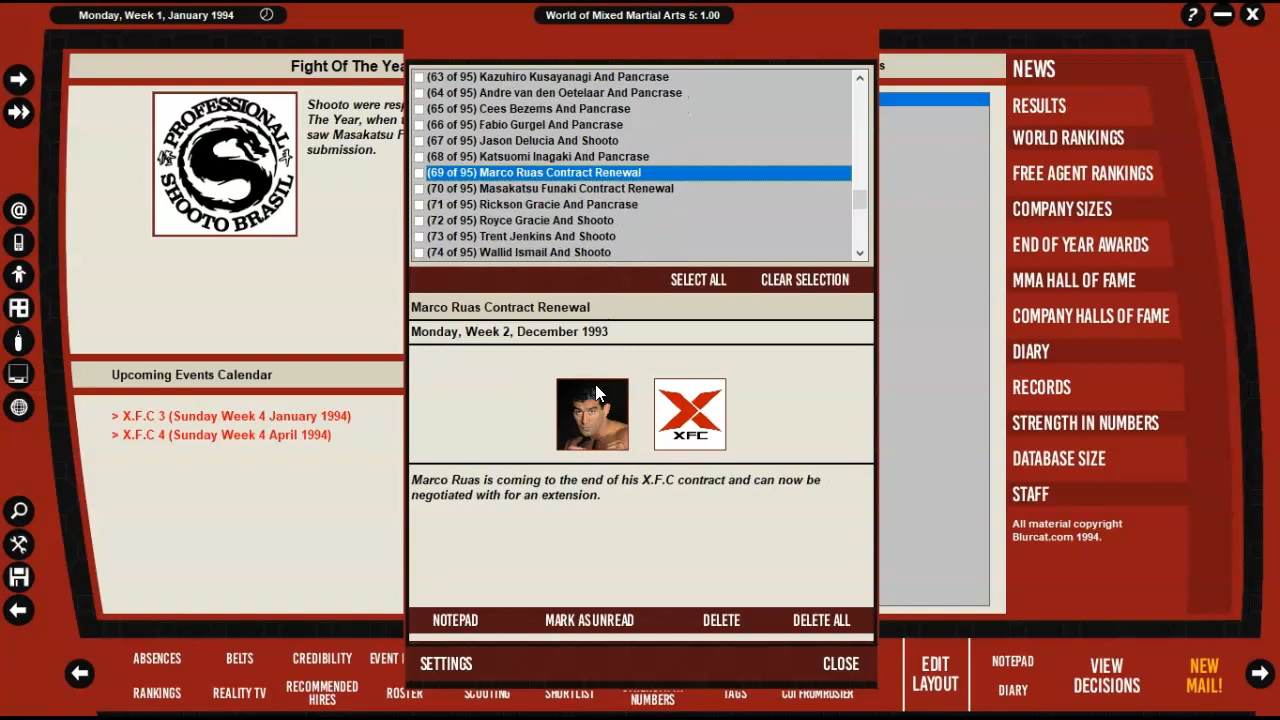 Monday, Week 1, January 1994
World of Mixed Martial Arts 5: 1.00
?
X
Fight Of The Yea
s
PROFESSIONAL
SHOOTO BRASIL
Shooto were resp
The Year, when t
saw Masakatsu F
submission.
Upcoming Events Calendar
> X.F.C 3 (Sunday Week 4 January 1994)
> X.F.C 4 (Sunday Week 4 April 1994)
(63 of 95) Kazuhiro Kusayanagi And Pancrase
(64 of 95) Andre van den Oetelaar And Pancrase
(65 of 95) Cees Bezems And Pancrase
(66 of 95) Fabio Gurgel And Pancrase
(67 of 95) Jason Delucia And Shooto
(68 of 95) Katsuomi Inagaki And Pancrase
(69 of 95) Marco Ruas Contract Renewal
(70 of 95) Masakatsu Funaki Contract Renewal
(71 of 95) Rickson Gracie And Pancrase
(72 of 95) Royce Gracie And Shooto
(73 of 95) Trent Jenkins And Shooto
(74 of 95) Wallid Ismail And Shooto
SELECT ALL
CLEAR SELECTION
Marco Ruas Contract Renewal
Monday, Week 2, December 1993
XFC
Marco Ruas is coming to the end of his X.F.C contract and can now be
negotiated with for an extension.
NOTEPAD
MARK AS UNREAD
DELETE
DELETE ALL
SETTINGS
CLOSE
NEWS
RESULTS
WORLD RANKINGS
FREE AGENT RANKINGS
COMPANY SIZES
END OF YEAR AWARDS
MMA HALL OF FAME
COMPANY HALLS OF FAME
DIARY
RECORDS
STRENGTH IN NUMBERS
DATABASE SIZE
STAFF
All material copyright
Blurcat.com 1994.
ABSENCES
BELTS
CREDIBILITY
EVENT
RANKINGS
REALITY TV
RECOMMENDED
HIRES
ROSTER
SCOUTING
SHORTLIST
NUMBERS
TAGS
EDIT
LAYOUT
NOTEPAD
DIARY
VIEW
DECISIONS
NEW
MAIL!